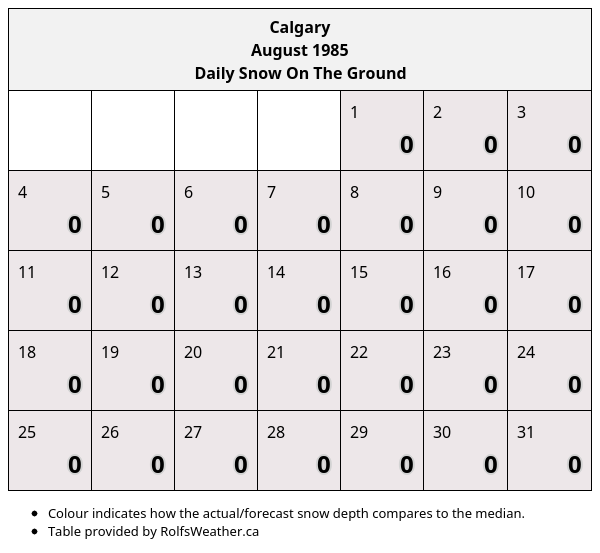 Calgary
August 1985
Daily Snow On The Ground
1 2 3
0 0 0
4 5 6 7 8 9 10
0 0 0 0 0 0 0
11 12 13 14 15 16 17
0 0 0 0 0 0 0
18 19 20 21 22 23 24
0 0 0 0 0 0 0
25 26 27 28 29 30 31
0 0 0 0 0 0 0
• Colour indicates how the actual/forecast snow depth compares to the median.
• Table provided by RolfsWeather.ca